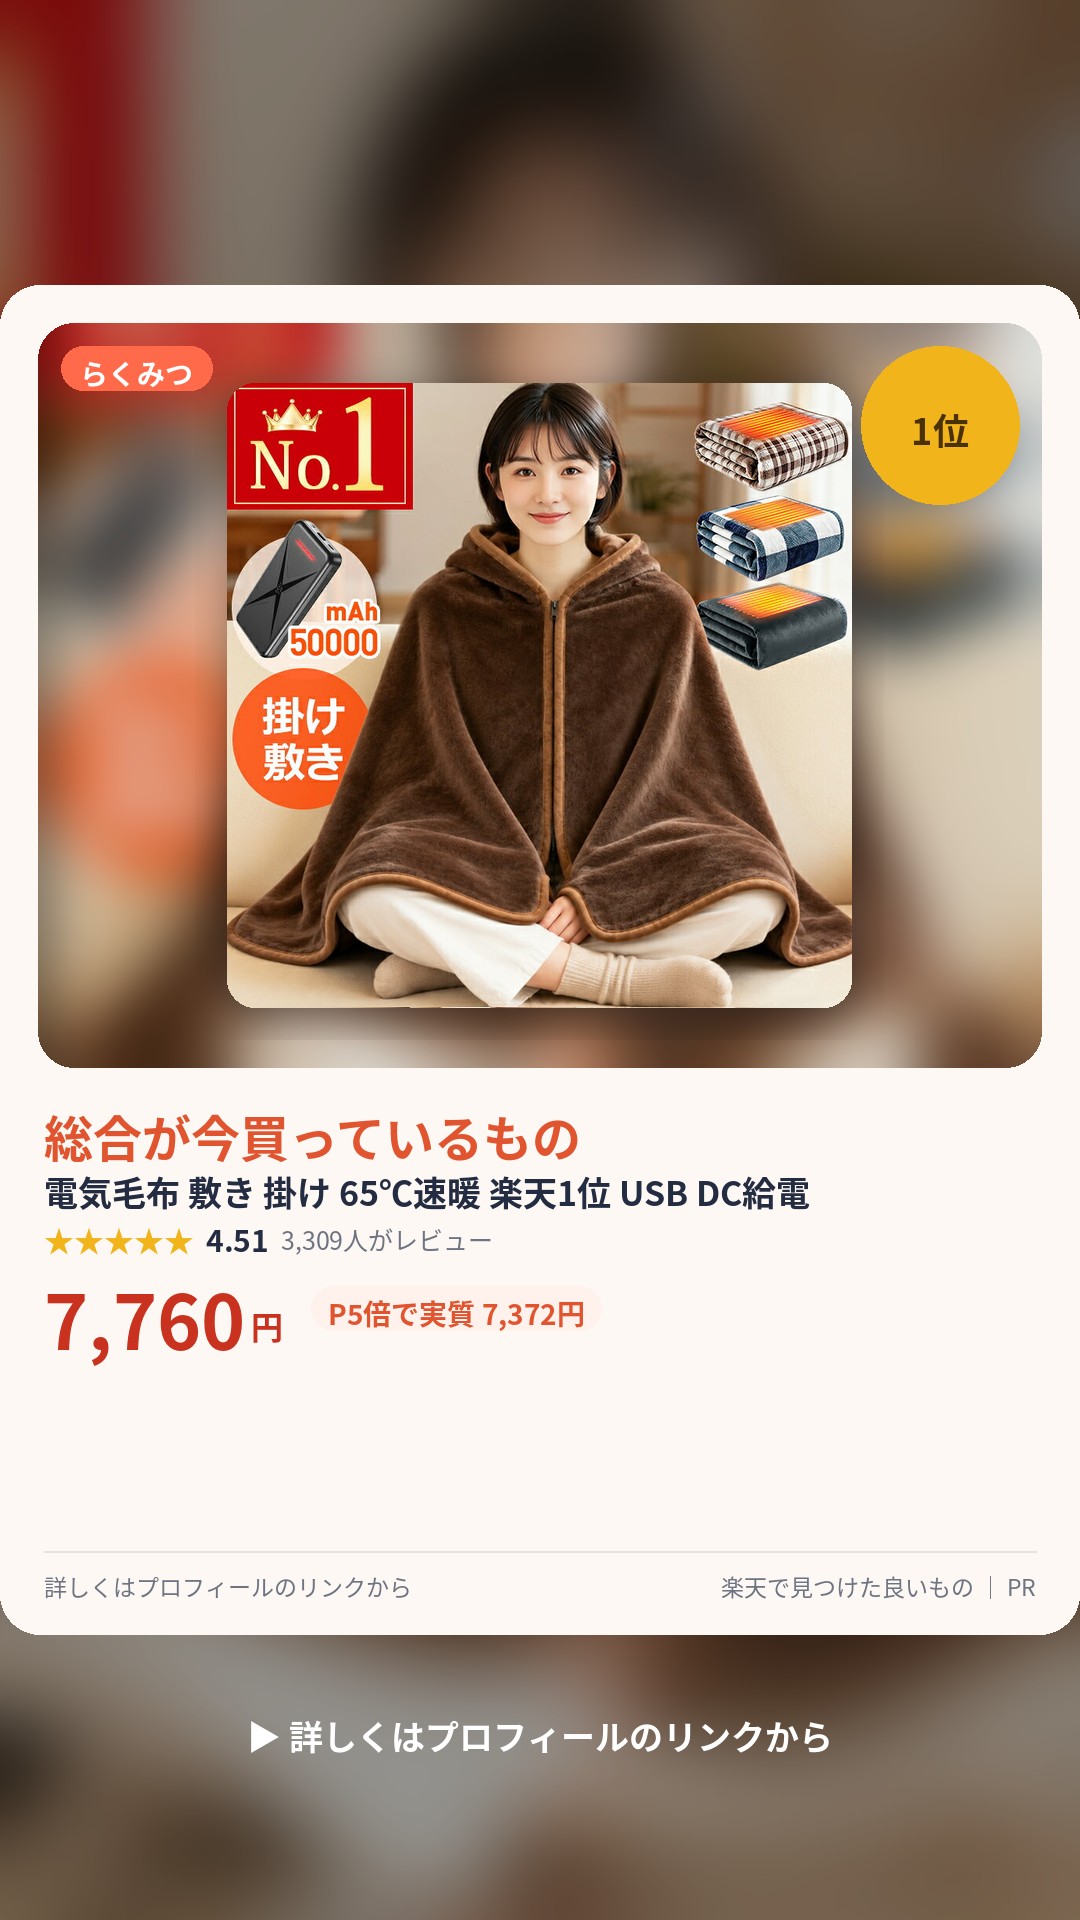 らくみつ
1位
No.1
mAh
50000
掛け
敷き
総合が今買っているもの
電気毛布 敷き 掛け 65℃速暖 楽天1位 USB DC給電
★★★★★ 4.51 3,309人がレビュー
7,760円 P5倍で実質 7,372円
詳しくはプロフィールのリンクから
楽天で見つけた良いもの｜PR
▶ 詳しくはプロフィールのリンクから